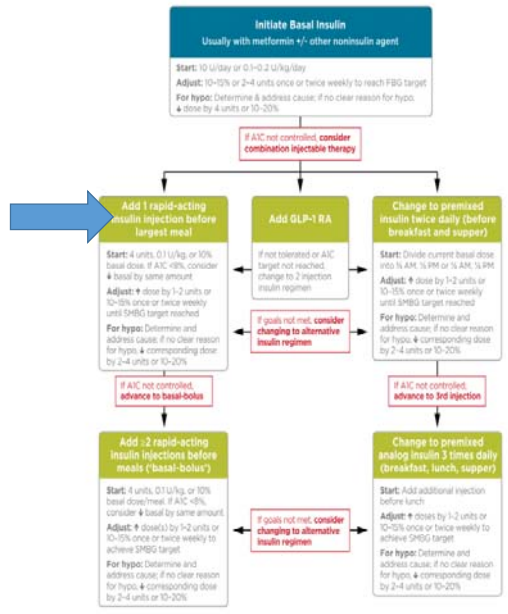 Initiate Basal Insulin
Usually with metformin +/- other noninsulin agent
Start: 10 U/day or 0.1–0.2 U/kg/day
Adjust: 10–15% or 2–4 units once or twice weekly to reach FBG target
For hypo: Determine & address cause; if no clear reason for hypo,
↓ dose by 4 units or 10–20%
If A1C not controlled, consider
combination injectable therapy
Add 1 rapid-acting
insulin injection before
largest meal
Start: 4 units, 0.1 U/kg, or 10%
basal dose. If A1C <8%, consider
↓ basal by same amount
Adjust: ↑ dose by 1–2 units or
10–15% once or twice weekly
until SMBG target reached
For hypo: Determine and
address cause; if no clear reason
for hypo, ↓ corresponding dose
by 2–4 units or 10–20%
Add GLP-1 RA
If not tolerated or A1C
target not reached,
change to 2 injection
insulin regimen
If goals not met, consider
changing to alternative
insulin regimen
Change to premixed
insulin twice daily (before
breakfast and supper)
Start: Divide current basal dose
into ⅔ AM, ⅓ PM or ½ AM, ½ PM
Adjust: ↑ dose by 1–2 units or
10–15% once or twice weekly
until SMBG target reached
For hypo: Determine and
address cause; if no clear reason
for hypo, ↓ corresponding dose
by 2–4 units or 10–20%
If A1C not controlled,
advance to basal-bolus
If A1C not controlled,
advance to 3rd injection
Add ≥2 rapid-acting
insulin injections before
meals ('basal-bolus')
Start: 4 units, 0.1 U/kg, or 10%
basal dose/meal. If A1C <8%,
consider ↓ basal by same amount
Adjust: ↑ dose(s) by 1–2 units or
10–15% once or twice weekly to
achieve SMBG target
For hypo: Determine and
address cause; if no clear reason
for hypo, ↓ corresponding dose
by 2–4 units or 10–20%
If goals not met, consider
changing to alternative
insulin regimen
Change to premixed
analog insulin 3 times daily
(breakfast, lunch, supper)
Start: Add additional injection
before lunch
Adjust: ↑ doses by 1–2 units or
10–15% once or twice weekly to
achieve SMBG target
For hypo: Determine and
address cause; if no clear reason
for hypo, ↓ corresponding dose
by 2–4 units or 10–20%